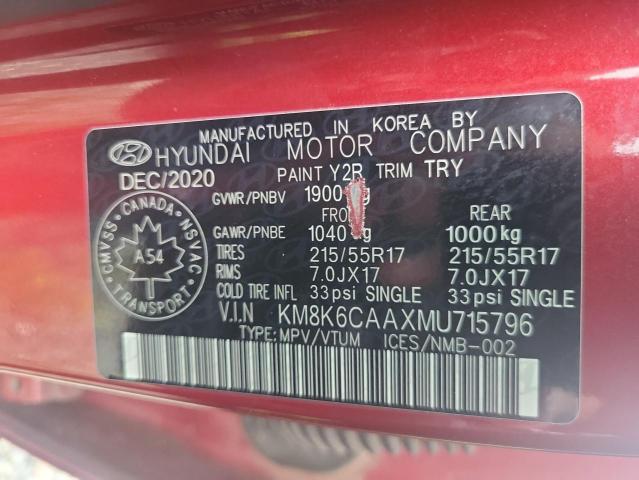 MANUFACTURED IN KOREA BY
HYUNDAI MOTOR COMPANY
DEC/2020 PAINT Y2R TRIM TRY
GVWR/PNBV 1900
REAR
GAWR/PNBE 1040 kg 1000kg
TIRES 215/55R17 215/55R17
RIMS 7.0JX17 7.0JX17
COLD TIRE INFL 33psi SINGLE 33psi SINGLE
V.I.N KM8K6CAAXMU715796
TYPE:MPV/VTUM ICES/NMB-002
CMVSS - CANADA - NSVAC
A54
TRANSPORT